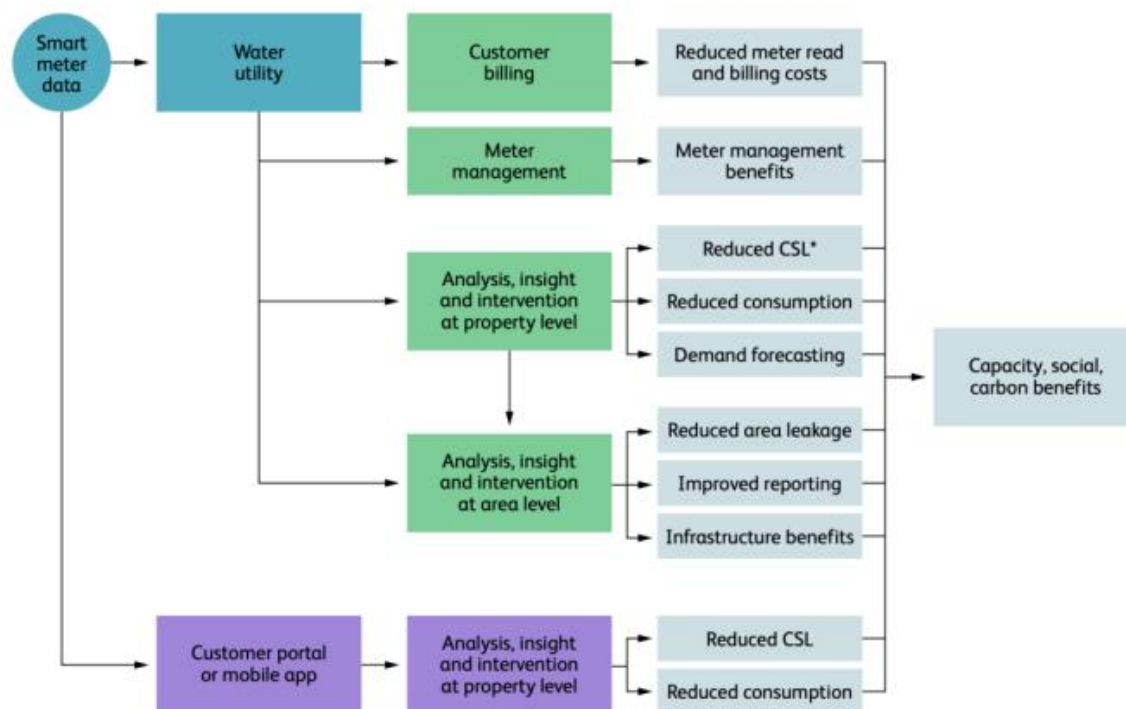 Smart
meter
data
Water
utility
Customer
billing
Reduced meter read
and billing costs
Meter
management
Meter management
benefits
Analysis, insight
and intervention
at property level
Reduced CSL*
Reduced consumption
Demand forecasting
Capacity, social,
carbon benefits
Analysis, insight
and intervention
at area level
Reduced area leakage
Improved reporting
Infrastructure benefits
Customer portal
or mobile app
Analysis, insight
and intervention
at property level
Reduced CSL
Reduced consumption